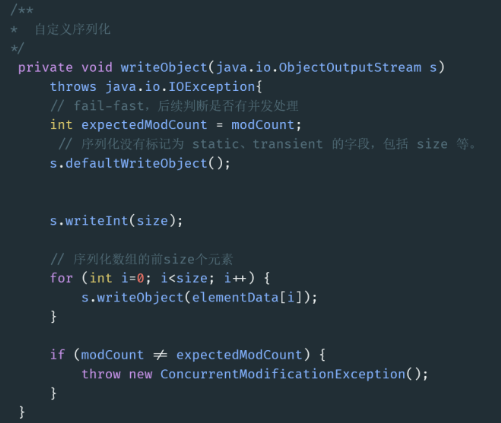 /**
*  自定义序列化
*/
private void writeObject(java.io.ObjectOutputStream s)
throws java.io.IOException{
// fail-fast，后续判断是否有并发处理
int expectedModCount = modCount;
// 序列化没有标记为 static、transient 的字段，包括 size 等。
s.defaultWriteObject();
s.writeInt(size);
// 序列化数组的前size个元素
for (int i=0; i<size; i++) {
s.writeObject(elementData[i]);
}
if (modCount ≠ expectedModCount) {
throw new ConcurrentModificationException();
}
}